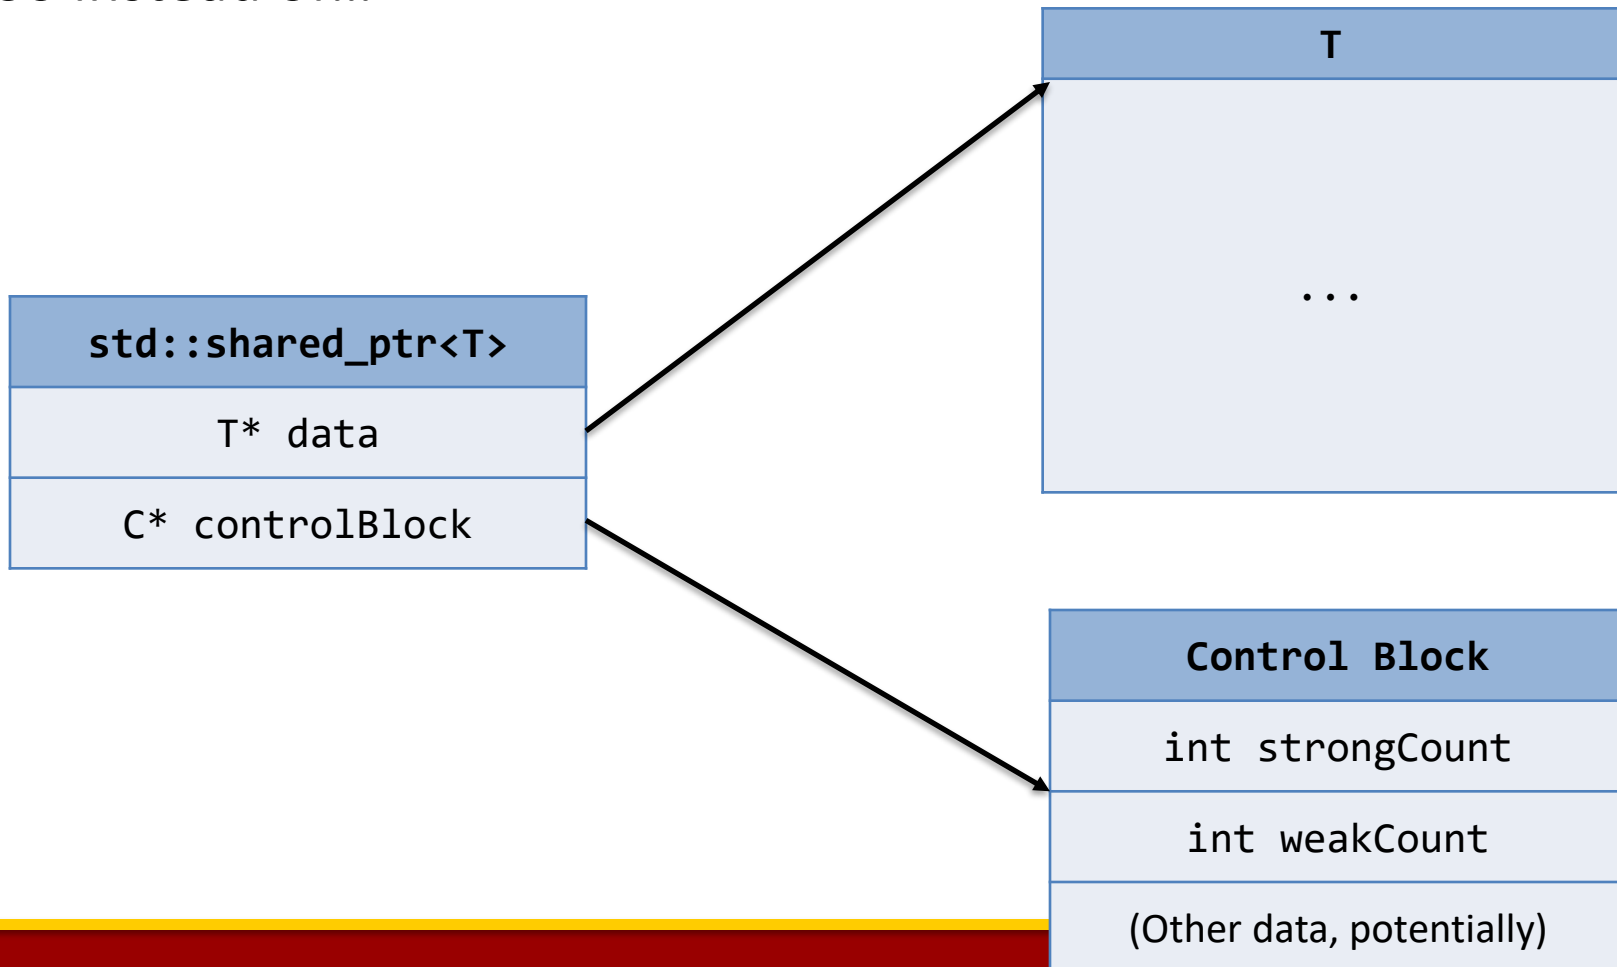 T
...
std::shared_ptr<T>
T* data
C* controlBlock
Control Block
int strongCount
int weakCount
(Other data, potentially)